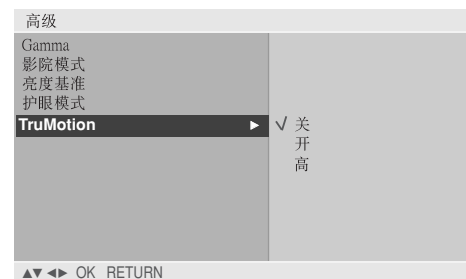 高级
Gamma
影院模式
亮度基准
护眼模式
TruMotion ►
√ 关
开
高
▲▼ ◄► OK RETURN